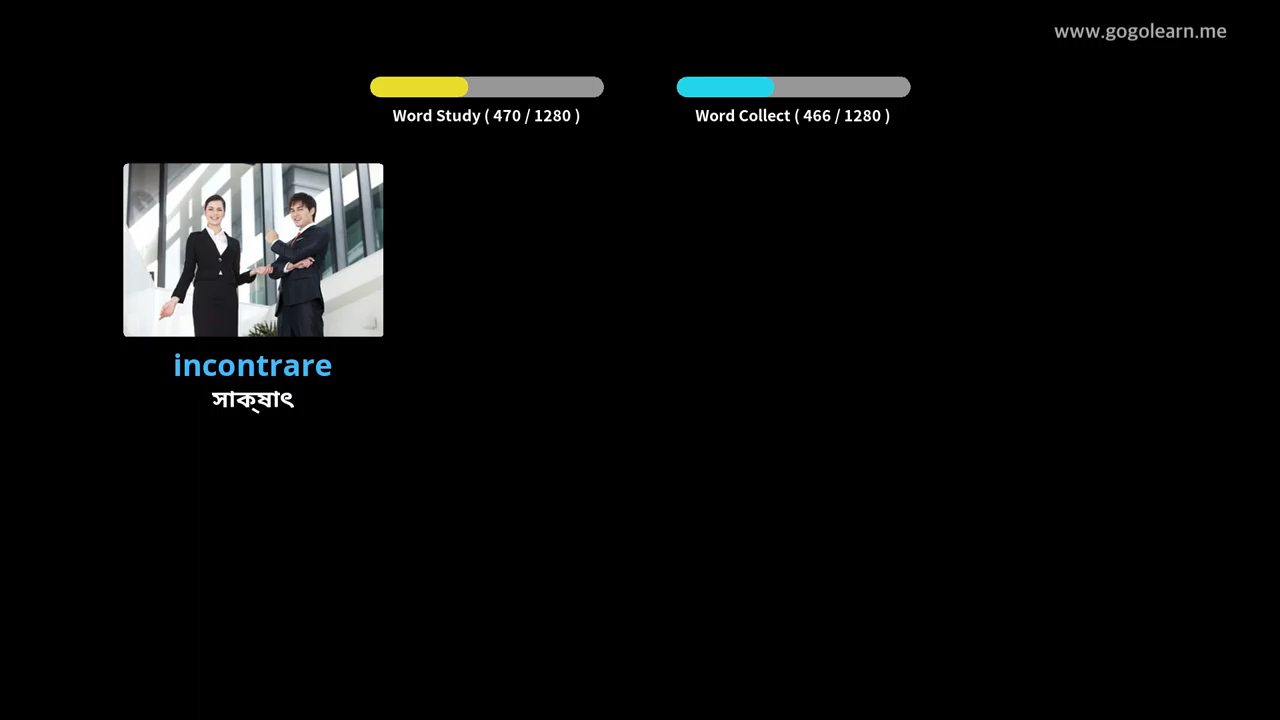 www.gogolearn.me
Word Study ( 470 / 1280 )
Word Collect ( 466 / 1280 )
incontrare
সাক্ষাৎ